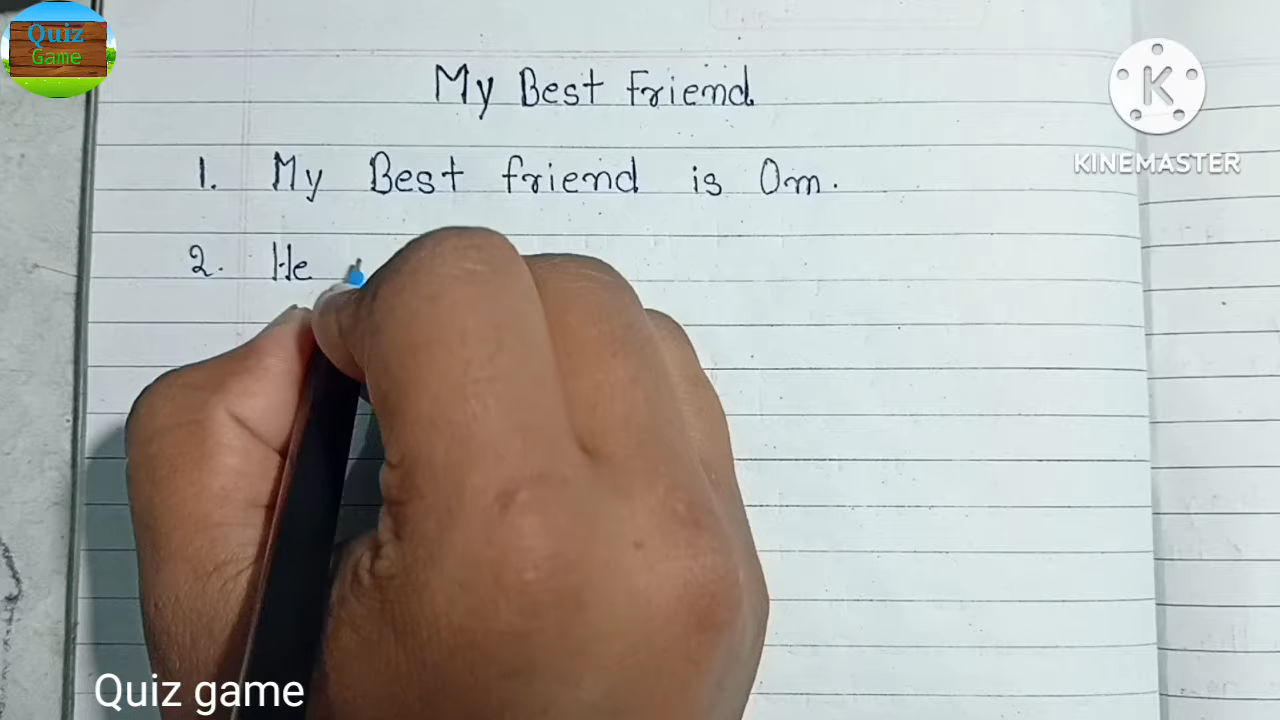 Quiz
Game
My Best Friend
K
KINEMASTER
1. My Best friend is Om.
2. He
Quiz game